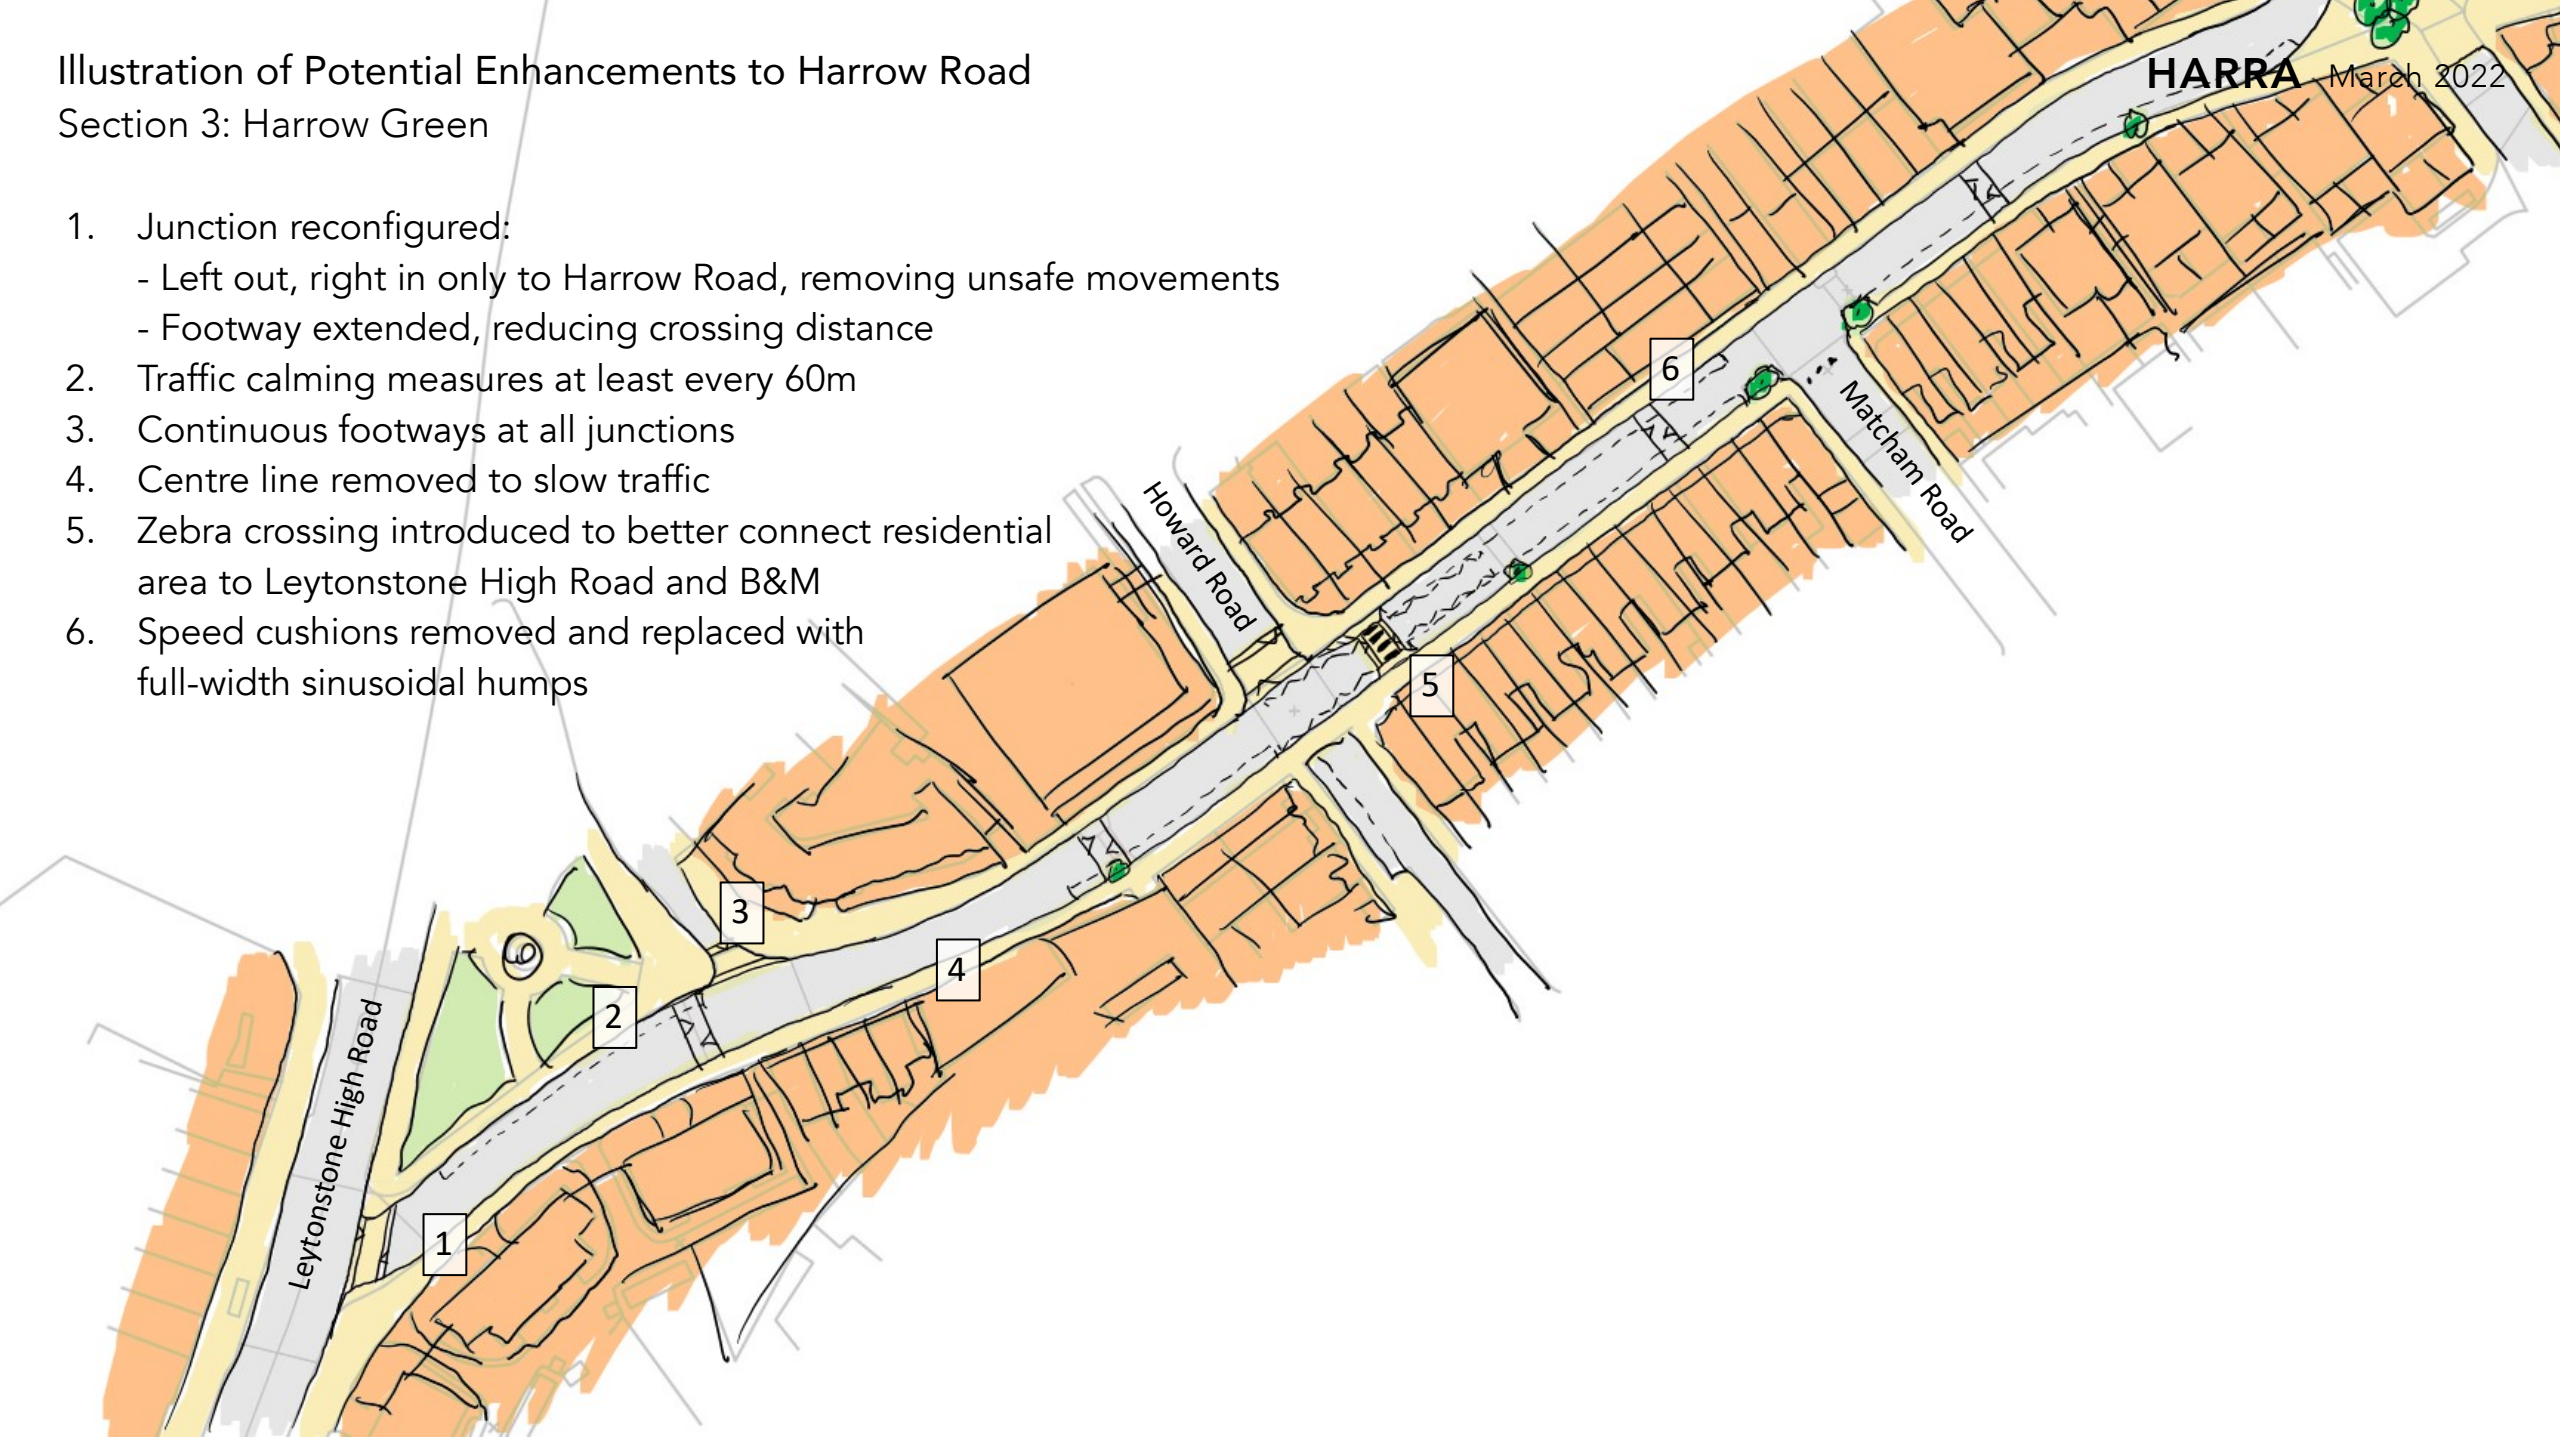 Illustration of Potential Enhancements to Harrow Road
Section 3: Harrow Green
HARRA March 2022
1. Junction reconfigured:
- Left out, right in only to Harrow Road, removing unsafe movements
- Footway extended, reducing crossing distance
2. Traffic calming measures at least every 60m
3. Continuous footways at all junctions
4. Centre line removed to slow traffic
5. Zebra crossing introduced to better connect residential
area to Leytonstone High Road and B&M
6. Speed cushions removed and replaced with
full-width sinusoidal humps
6
Matcham Road
Howard Road
5
3
4
2
Leytonstone High Road
1